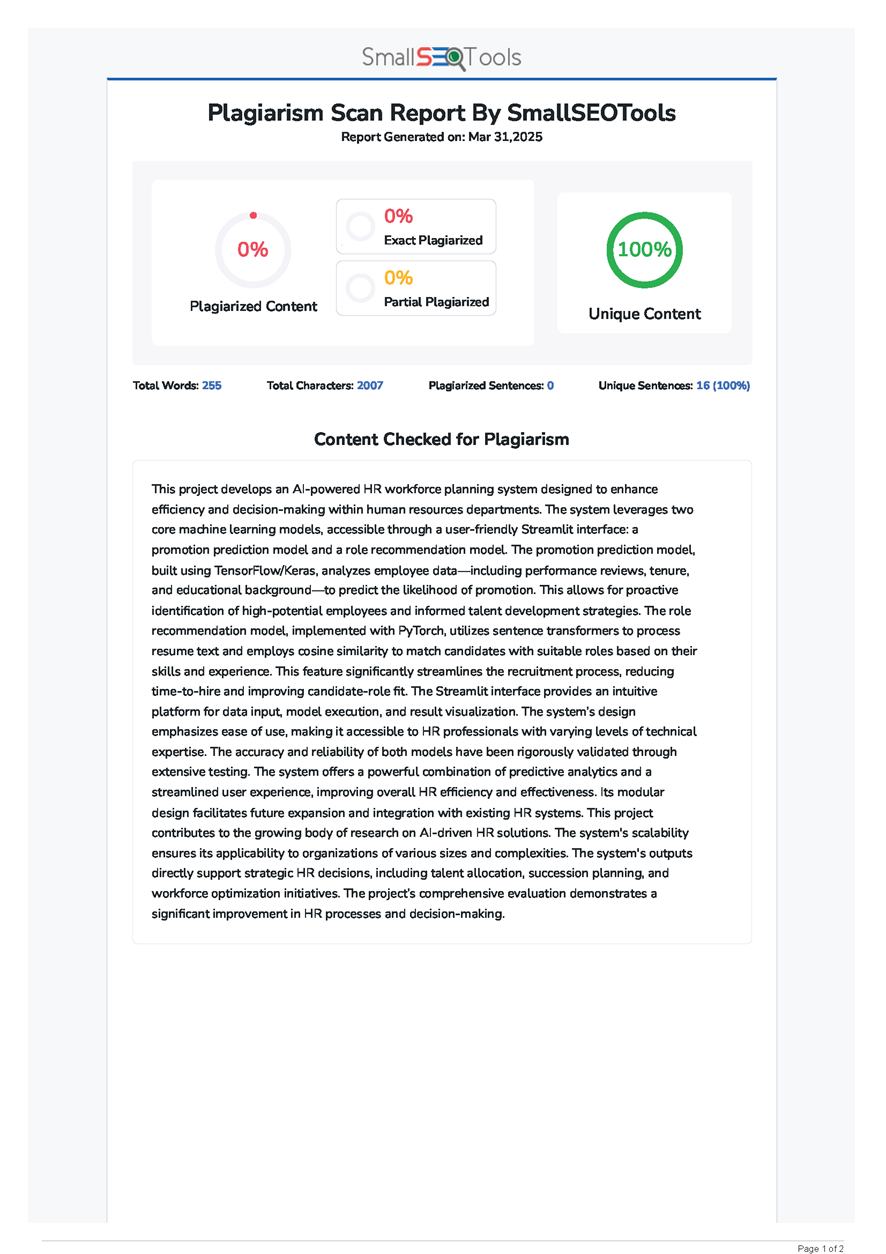 SmallSEOTools
Plagiarism Scan Report By SmallSEOTools
Report Generated on: Mar 31,2025
0%
Plagiarized Content
0%
Exact Plagiarized
0%
Partial Plagiarized
100%
Unique Content
Total Words: 255 Total Characters: 2007 Plagiarized Sentences: 0 Unique Sentences: 16 (100%)
Content Checked for Plagiarism
This project develops an AI-powered HR workforce planning system designed to enhance
efficiency and decision-making within human resources departments. The system leverages two
core machine learning models, accessible through a user-friendly Streamlit interface: a
promotion prediction model and a role recommendation model. The promotion prediction model,
built using TensorFlow/Keras, analyzes employee data—including performance reviews, tenure,
and educational background—to predict the likelihood of promotion. This allows for proactive
identification of high-potential employees and informed talent development strategies. The role
recommendation model, implemented with PyTorch, utilizes sentence transformers to process
resume text and employs cosine similarity to match candidates with suitable roles based on their
skills and experience. This feature significantly streamlines the recruitment process, reducing
time-to-hire and improving candidate-role fit. The Streamlit interface provides an intuitive
platform for data input, model execution, and result visualization. The system's design
emphasizes ease of use, making it accessible to HR professionals with varying levels of technical
expertise. The accuracy and reliability of both models have been rigorously validated through
extensive testing. The system offers a powerful combination of predictive analytics and a
streamlined user experience, improving overall HR efficiency and effectiveness. Its modular
design facilitates future expansion and integration with existing HR systems. This project
contributes to the growing body of research on AI-driven HR solutions. The system's scalability
ensures its applicability to organizations of various sizes and complexities. The system's outputs
directly support strategic HR decisions, including talent allocation, succession planning, and
workforce optimization initiatives. The project's comprehensive evaluation demonstrates a
significant improvement in HR processes and decision-making.
Page 1 of 2